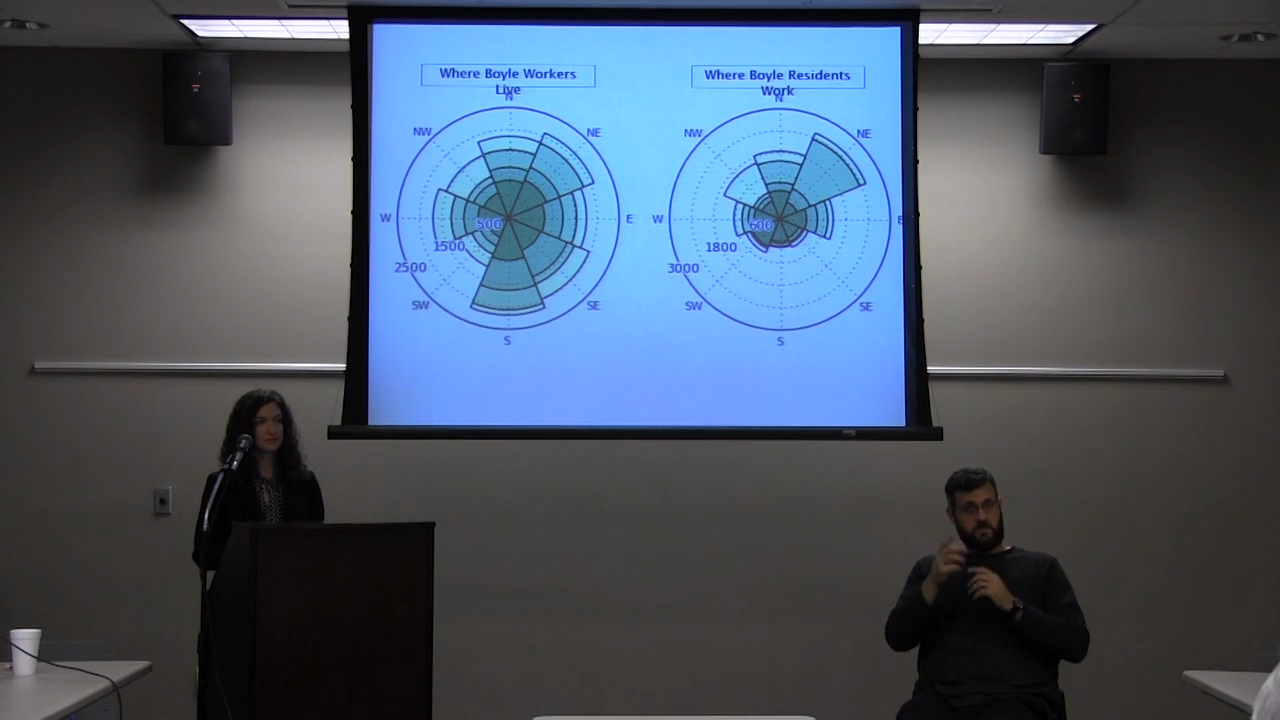 Where Boyle Workers
Live
N
NW
NE
W
E
500
1500
2500
SW
SE
S
Where Boyle Residents
Work
N
NW
NE
W
E
600
1800
3000
SW
SE
S